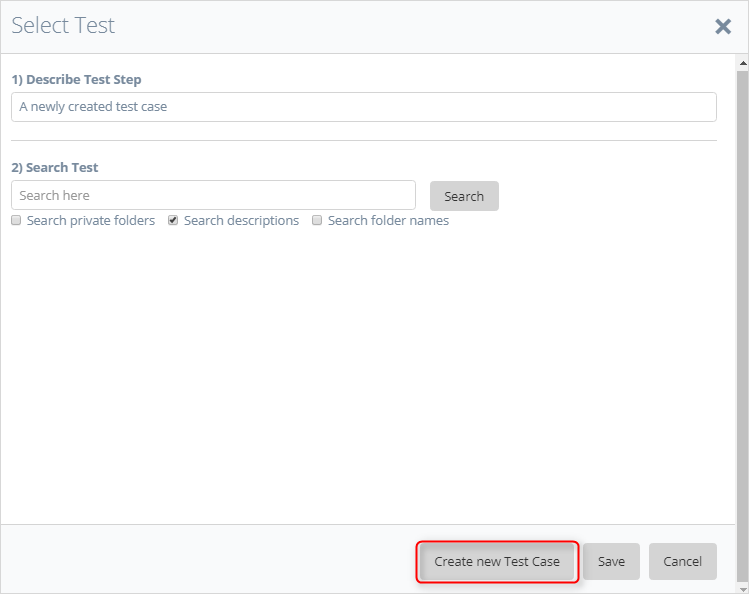 Select Test
1) Describe Test Step
A newly created test case
2) Search Test
Search here
Search
Search private folders Search descriptions Search folder names
Create new Test Case Save Cancel